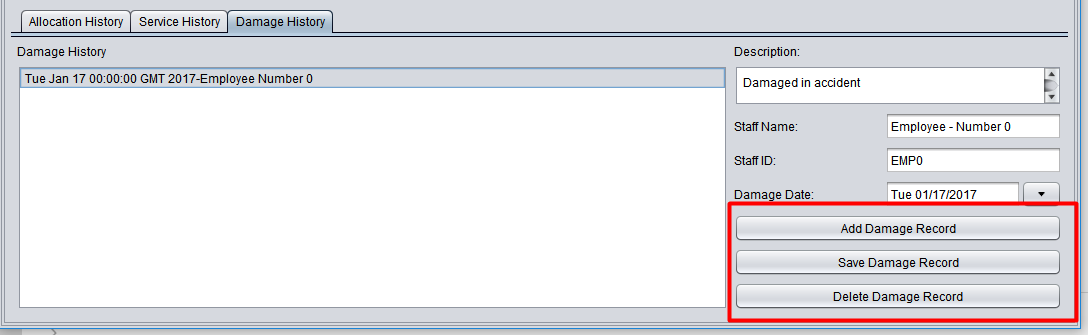 Allocation History Service History Damage History
Damage History
Tue Jan 17 00:00:00 GMT 2017-Employee Number 0
Description:
Damaged in accident
Staff Name: Employee - Number 0
Staff ID: EMP0
Damage Date: Tue 01/17/2017
Add Damage Record
Save Damage Record
Delete Damage Record